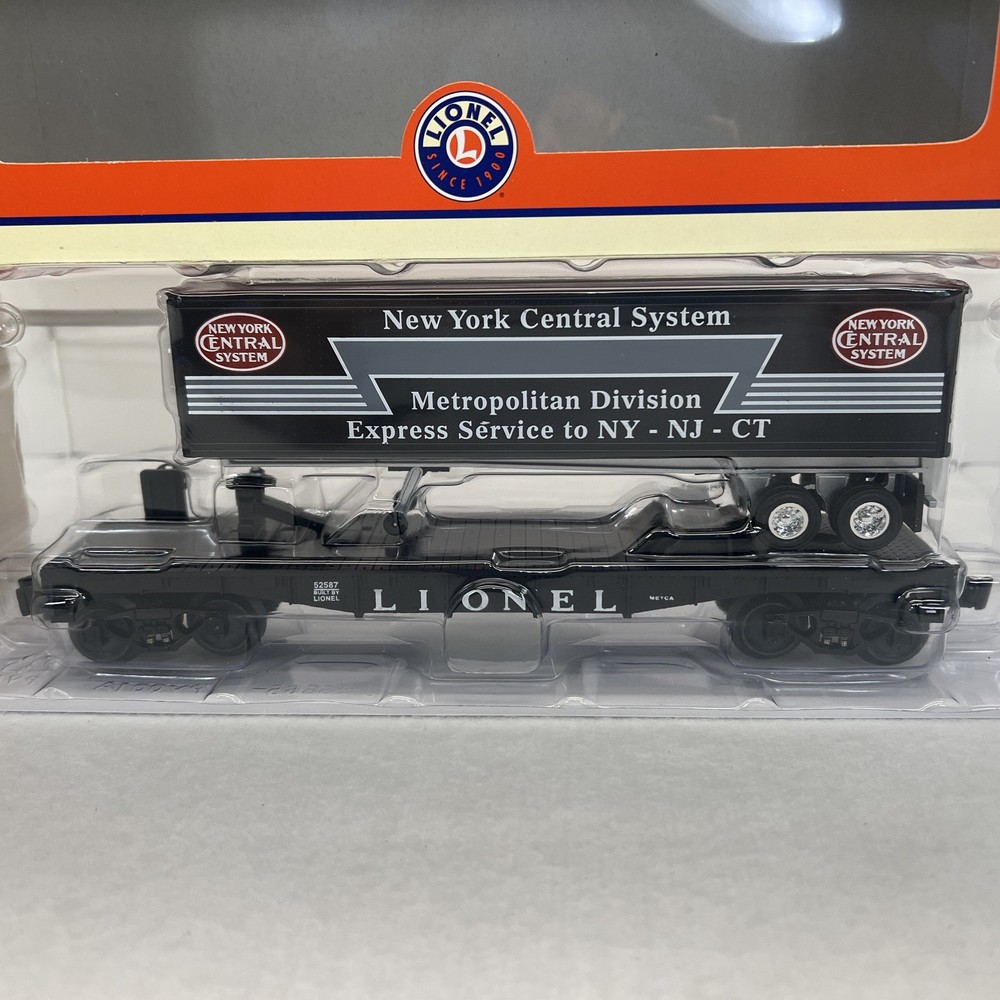 LIONEL
L
SINCE 1900
New York Central System
NEW YORK
CENTRAL
SYSTEM
NEW YORK
CENTRAL
SYSTEM
Metropolitan Division
Express Service to NY - NJ - CT
52587
BUILT BY
LIONEL
LIONEL
METCA